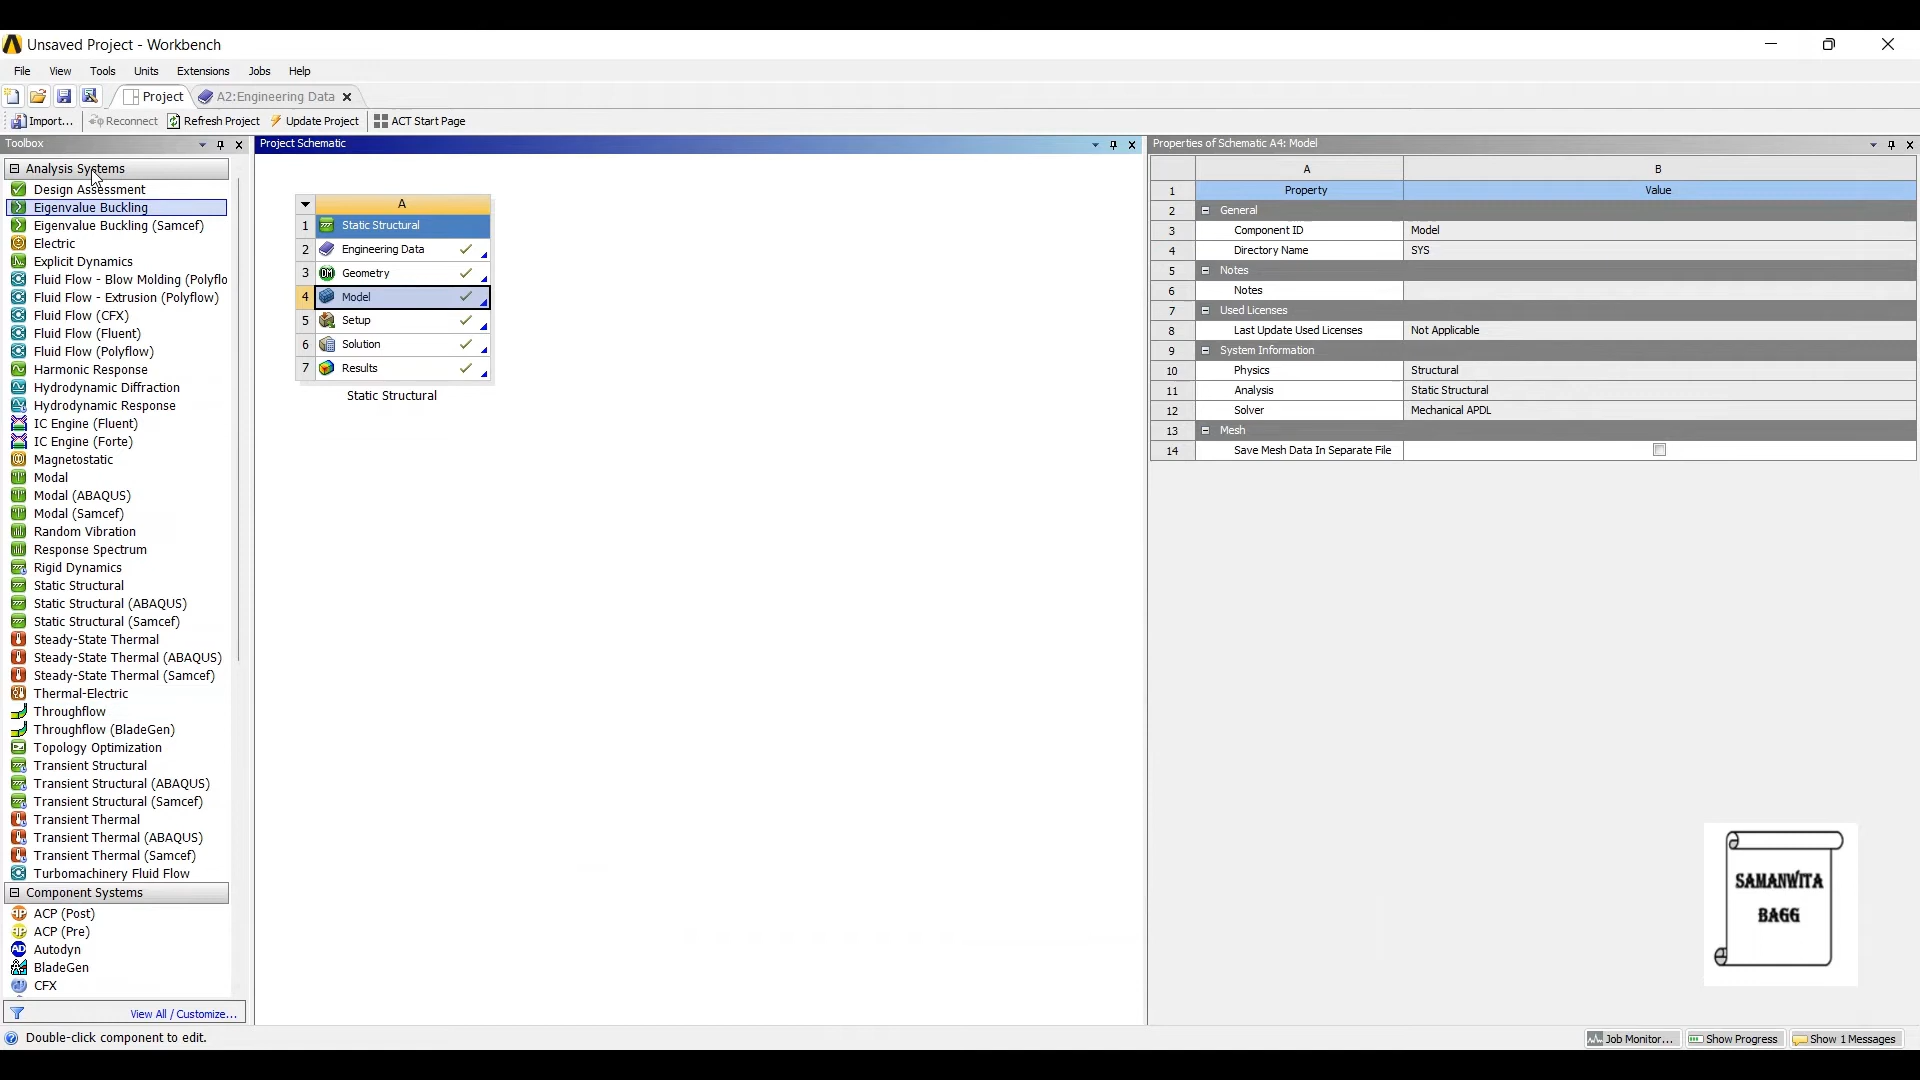 Unsaved Project - Workbench
File View Tools Units Extensions Jobs Help
Project A2:Engineering Data
Import... Reconnect Refresh Project Update Project ACT Start Page
Toolbox
Analysis Systems
Design Assessment
Eigenvalue Buckling
Eigenvalue Buckling (Samcef)
Electric
Explicit Dynamics
Fluid Flow - Blow Molding (Polyflo
Fluid Flow - Extrusion (Polyflow)
Fluid Flow (CFX)
Fluid Flow (Fluent)
Fluid Flow (Polyflow)
Harmonic Response
Hydrodynamic Diffraction
Hydrodynamic Response
IC Engine (Fluent)
IC Engine (Forte)
Magnetostatic
Modal
Modal (ABAQUS)
Modal (Samcef)
Random Vibration
Response Spectrum
Rigid Dynamics
Static Structural
Static Structural (ABAQUS)
Static Structural (Samcef)
Steady-State Thermal
Steady-State Thermal (ABAQUS)
Steady-State Thermal (Samcef)
Thermal-Electric
Throughflow
Throughflow (BladeGen)
Topology Optimization
Transient Structural
Transient Structural (ABAQUS)
Transient Structural (Samcef)
Transient Thermal
Transient Thermal (ABAQUS)
Transient Thermal (Samcef)
Turbomachinery Fluid Flow
Component Systems
ACP (Post)
ACP (Pre)
AD Autodyn
BladeGen
CFX
View All / Customize...
Project Schematic
A
1 Static Structural
2 Engineering Data
3 DM Geometry
4 Model
5 Setup
6 Solution
7 Results
Static Structural
Properties of Schematic A4: Model
A B
1 Property Value
2 General
3 Component ID Model
4 Directory Name SYS
5 Notes
6 Notes
7 Used Licenses
8 Last Update Used Licenses Not Applicable
9 System Information
10 Physics Structural
11 Analysis Static Structural
12 Solver Mechanical APDL
13 Mesh
14 Save Mesh Data In Separate File
SAMANWITA
BAGG
Double-click component to edit.
Job Monitor... Show Progress Show 1 Messages